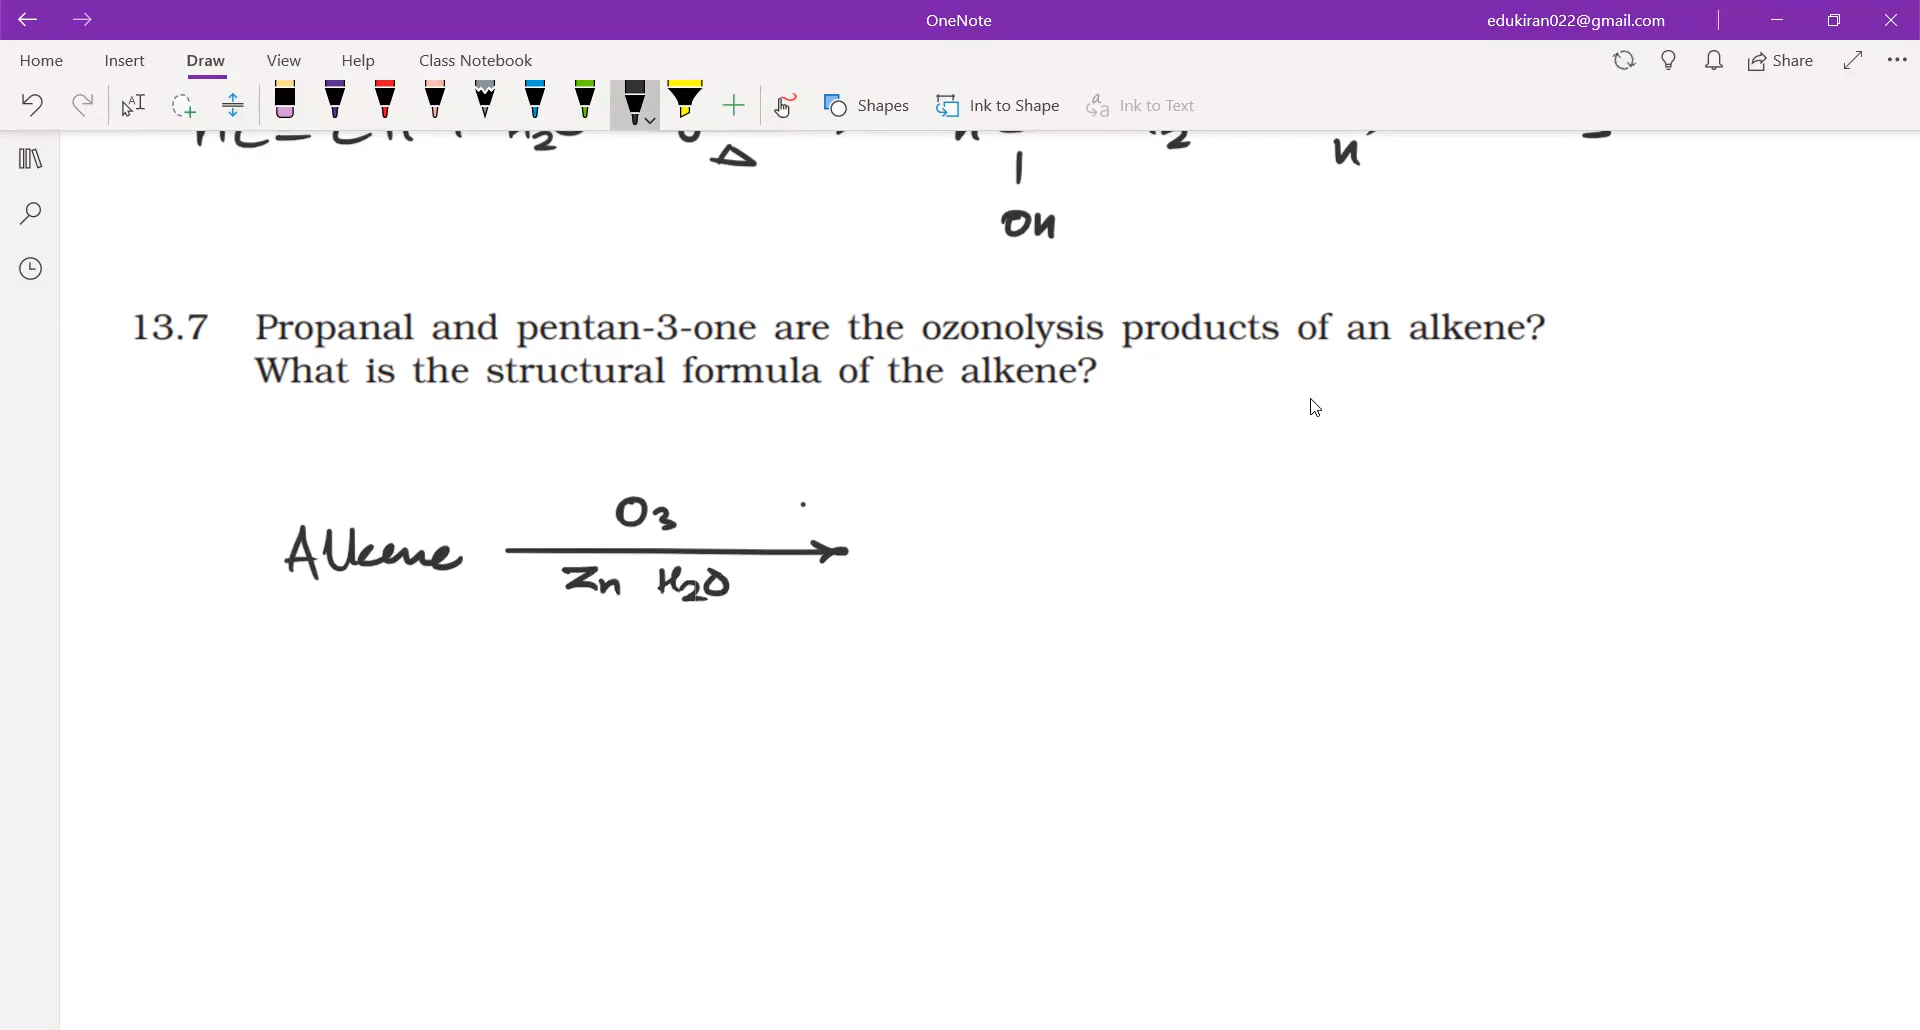 OneNote
edukiran022@gmail.com
Home Insert Draw View Help Class Notebook
Share
Shapes Ink to Shape Ink to Text
OH
13.7 Propanal and pentan-3-one are the ozonolysis products of an alkene?
What is the structural formula of the alkene?
O3
Alkene
Zn H2O